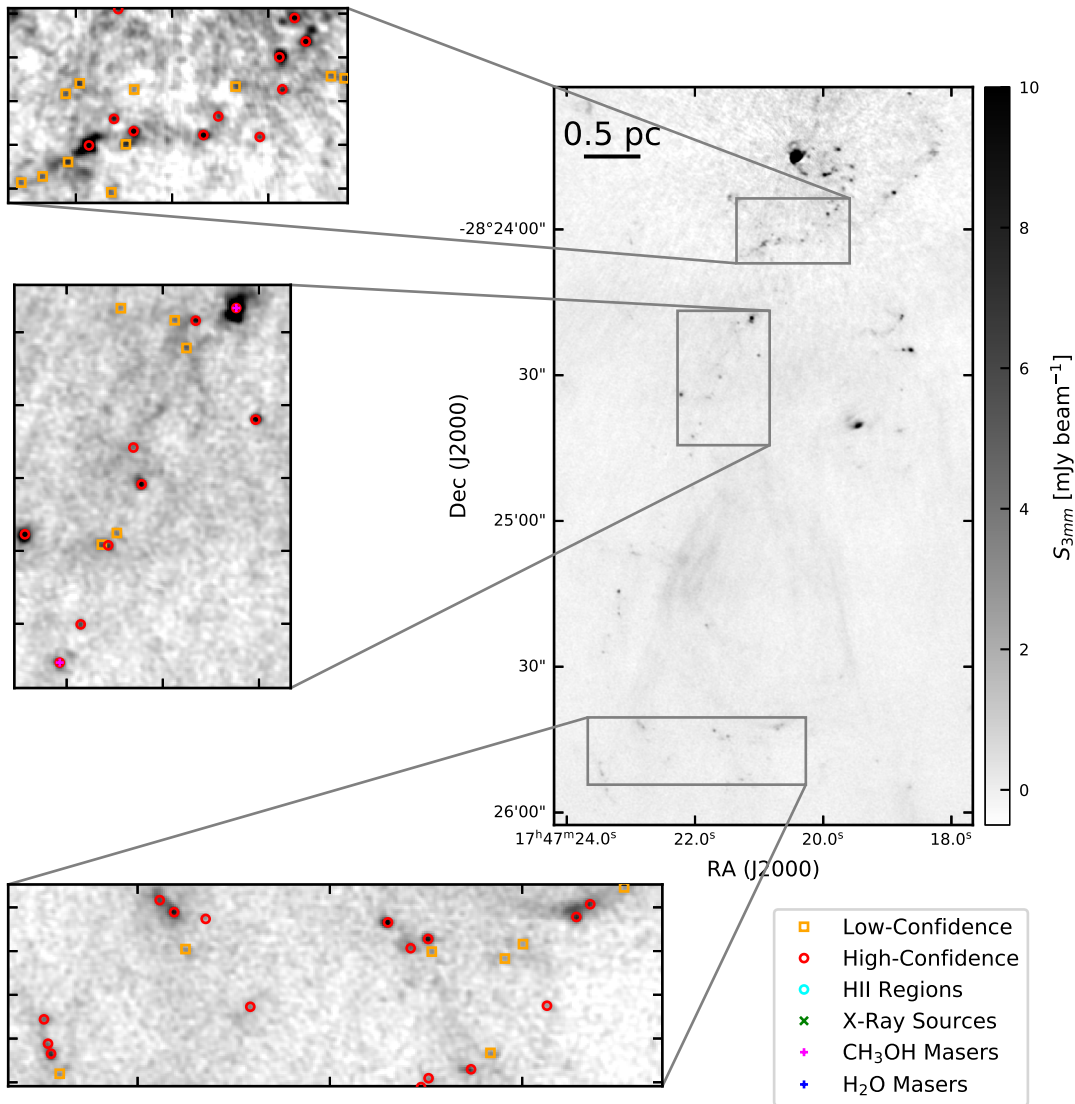 0.5 pc
-28°24'00"
30"
25'00"
30"
26'00"
Dec (J2000)
17ʰ47ᵐ24.0ˢ 22.0ˢ 20.0ˢ 18.0ˢ
RA (J2000)
10
8
6
4
2
0
S₃ₘₘ [mJy beam⁻¹]
Low-Confidence
High-Confidence
HII Regions
X-Ray Sources
CH₃OH Masers
H₂O Masers